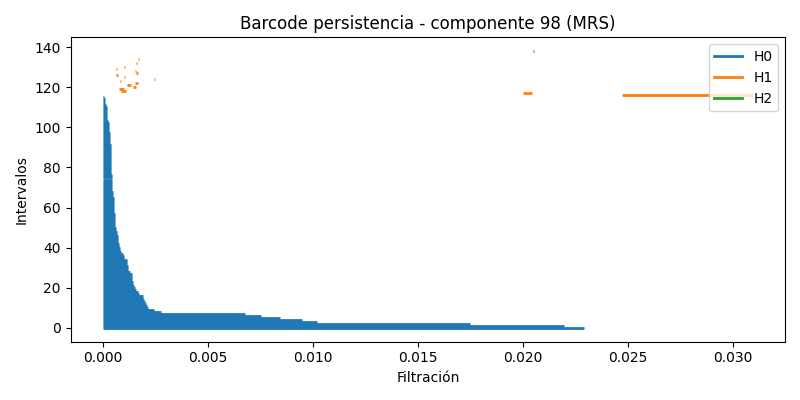 Barcode persistencia - componente 98 (MRS)
140
120
100
80
60
40
20
0
Intervalos
H0
H1
H2
0.000 0.005 0.010 0.015 0.020 0.025 0.030
Filtración